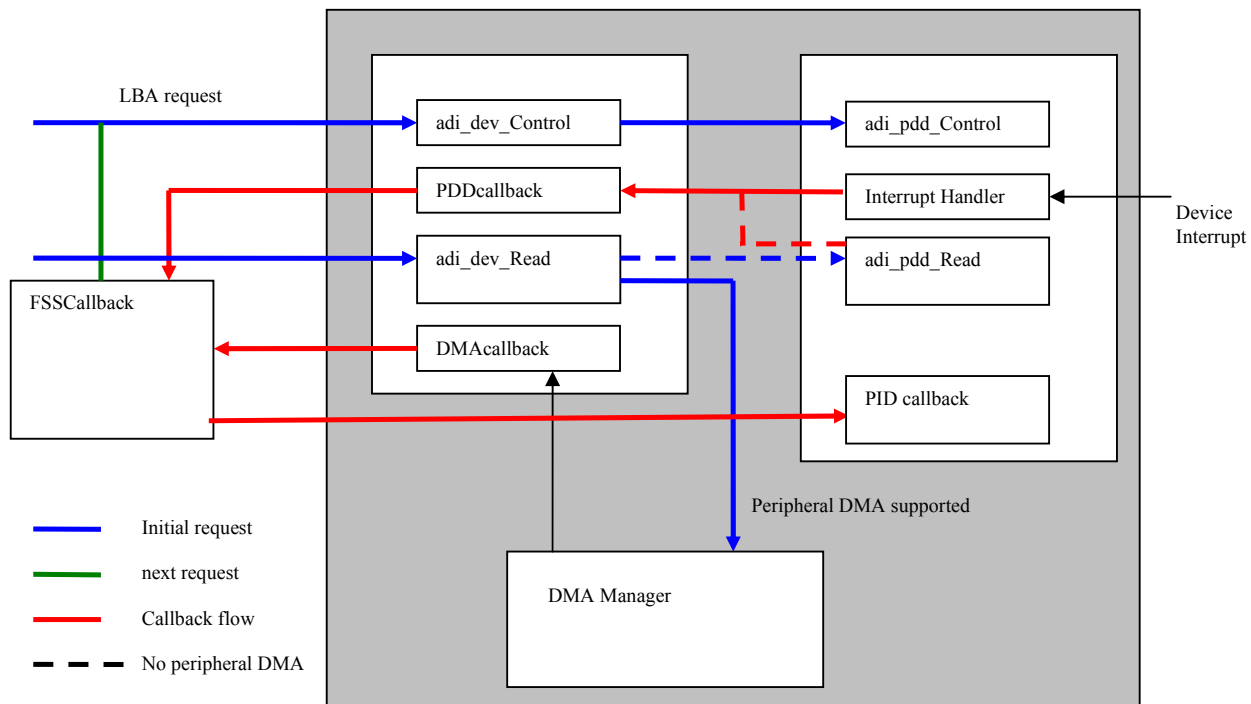 LBA request
adi_dev_Control
adi_pdd_Control
PDDcallback
Interrupt Handler
Device
Interrupt
adi_dev_Read
adi_pdd_Read
FSSCallback
DMAcallback
PID callback
Peripheral DMA supported
Initial request
next request
Callback flow
No peripheral DMA
DMA Manager